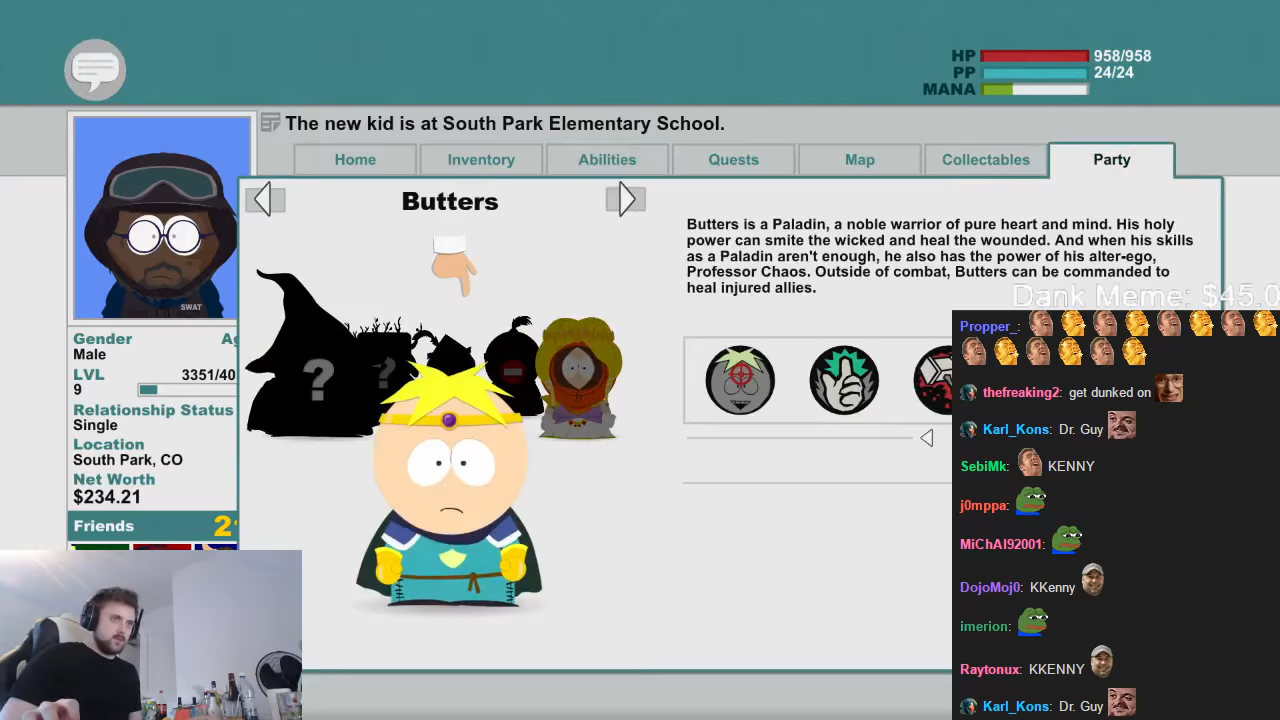 HP 958/958
PP 24/24
MANA
The new kid is at South Park Elementary School.
Home Inventory Abilities Quests Map Collectables Party
SWAT
Gender
Male
LVL 3351/40
9
Relationship Status
Single
Location
South Park, CO
Net Worth
$234.21
Friends 2
Butters
? ?
Butters is a Paladin, a noble warrior of pure heart and mind. His holy
power can smite the wicked and heal the wounded. And when his skills
as a Paladin aren't enough, he also has the power of his alter-ego,
Professor Chaos. Outside of combat, Butters can be commanded to
heal injured allies.
Dank Meme: $45.0
Propper_:
thefreaking2: get dunked on
Karl_Kons: Dr. Guy
SebiMk: KENNY
j0mppa:
MiChAl92001:
DojoMoj0: KKenny
imerion:
Raytonux: KKENNY
Karl_Kons: Dr. Guy